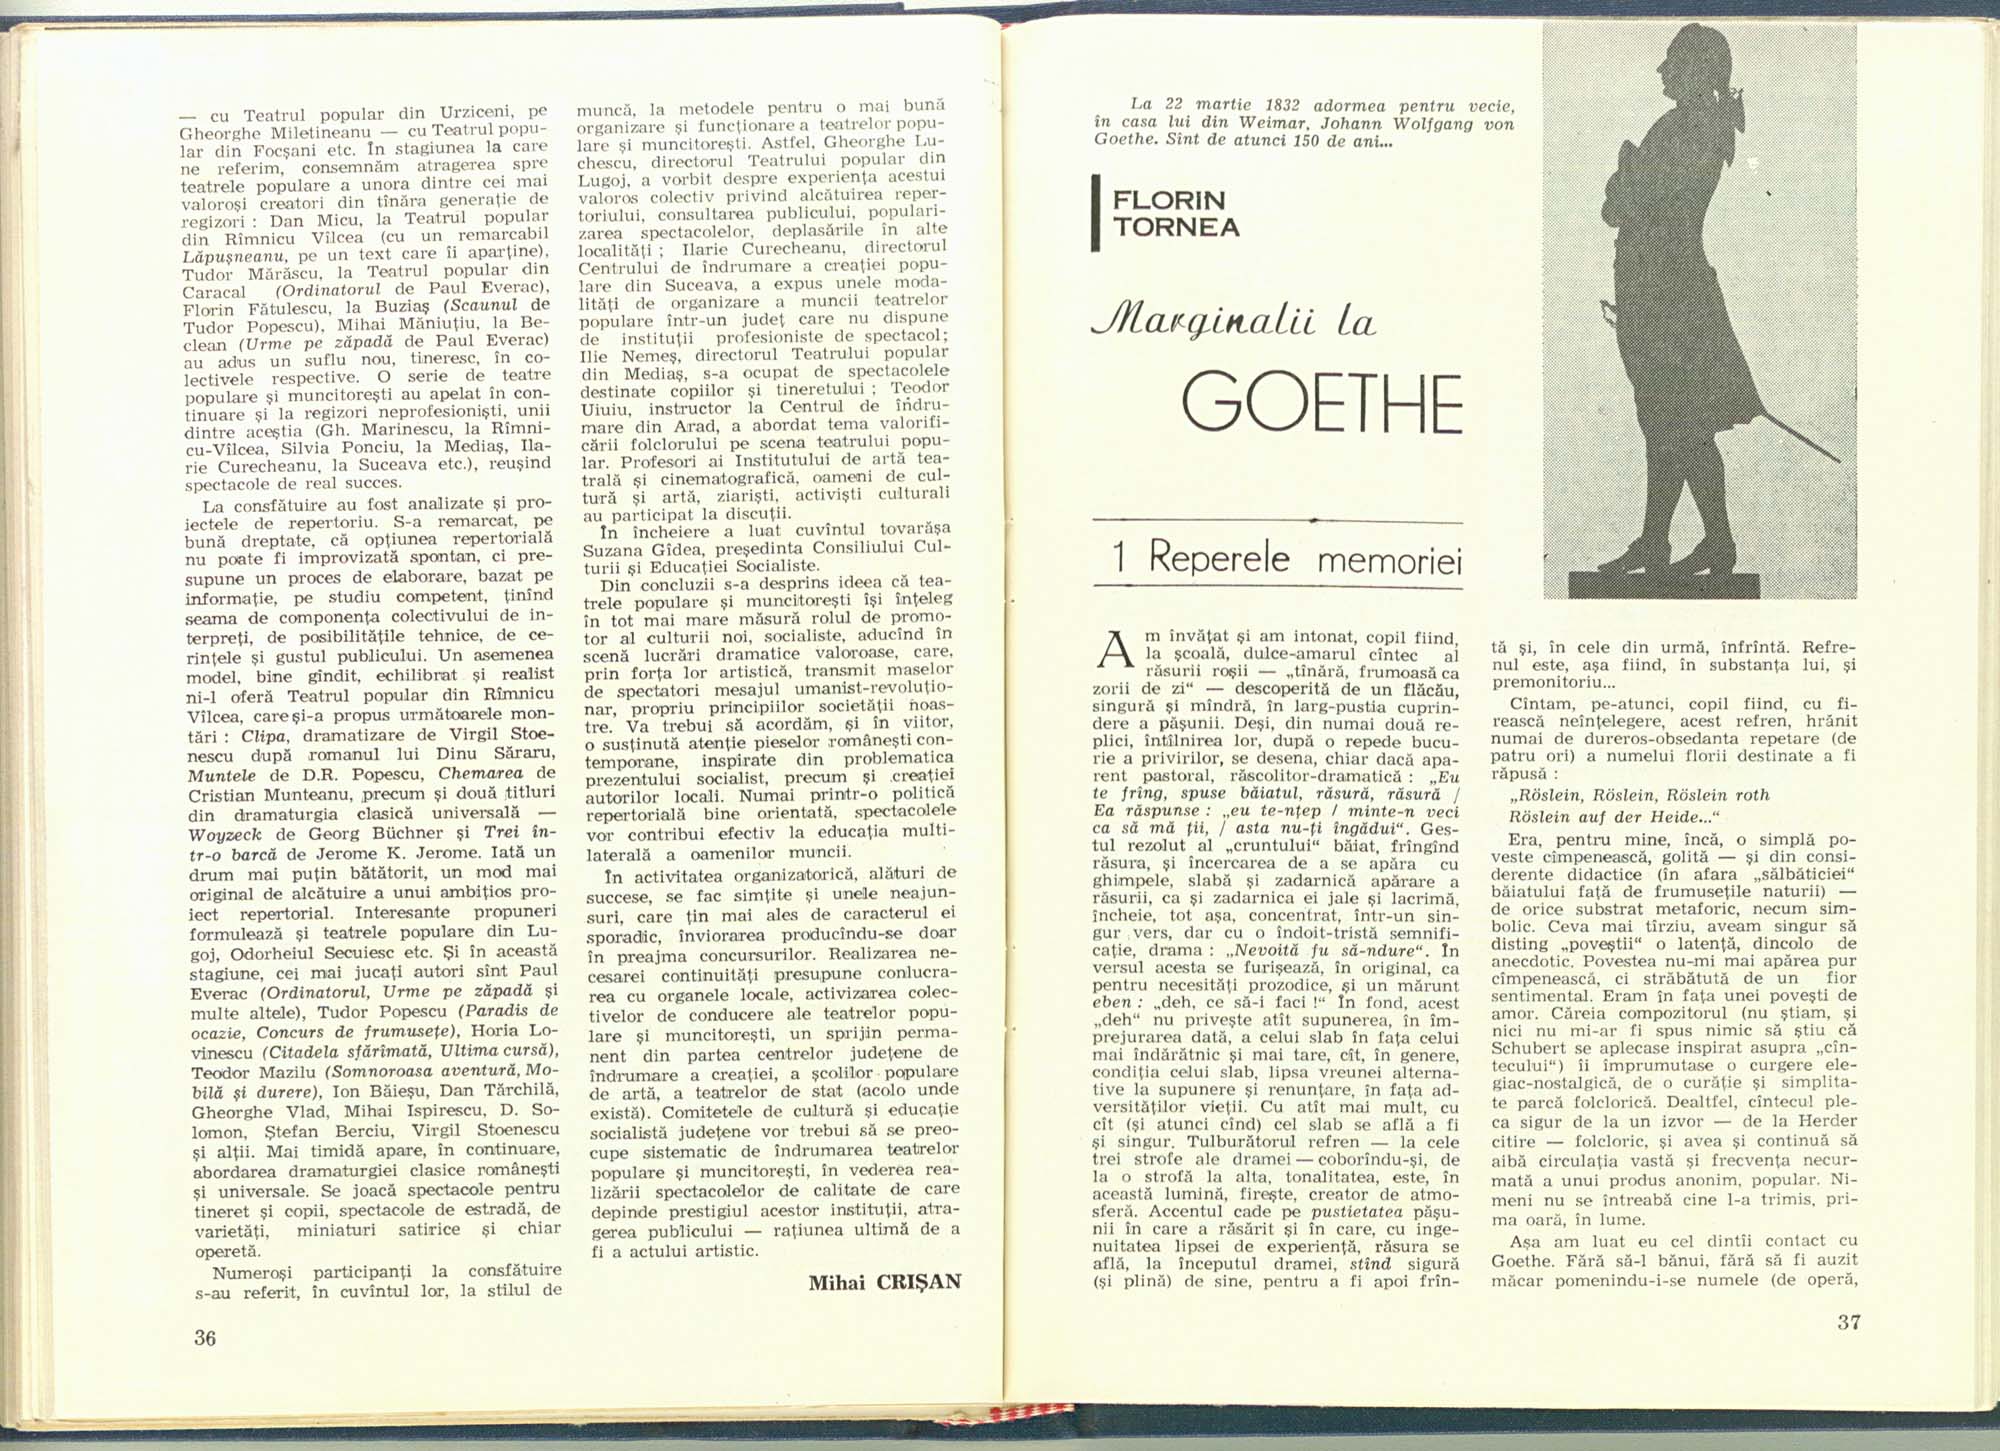 — cu Teatrul popular din Urziceni, pe
Gheorghe Miletineanu — cu Teatrul popu-
lar din Focşani etc. În stagiunea la care
ne referim, consemnăm atragerea spre
teatrele populare a unora dintre cei mai
valoroşi creatori din tînăra generaţie de
regizori : Dan Micu, la Teatrul popular
din Rîmnicu Vîlcea (cu un remarcabil
Lăpuşneanu, pe un text care îi aparţine),
Tudor Mărăscu, la Teatrul popular din
Caracal (Ordinatorul de Paul Everac),
Florin Fătulescu, la Buziaş (Scaunul de
Tudor Popescu), Mihai Măniuţiu, la Be-
clean (Urme pe zăpadă de Paul Everac)
au adus un suflu nou, tineresc, în co-
lectivele respective. O serie de teatre
populare şi muncitoreşti au apelat în con-
tinuare şi la regizori neprofesionişti, unii
dintre aceştia (Gh. Marinescu, la Rîmni-
cu-Vîlcea, Silvia Ponciu, la Mediaş, Ila-
rie Curecheanu, la Suceava etc.), reuşind
spectacole de real succes.
La consfătuire au fost analizate şi pro-
iectele de repertoriu. S-a remarcat, pe
bună dreptate, că opţiunea repertorială
nu poate fi improvizată spontan, ci pre-
supune un proces de elaborare, bazat pe
informaţie, pe studiu competent, ţinînd
seama de componenţa colectivului de in-
terpreţi, de posibilităţile tehnice, de ce-
rinţele şi gustul publicului. Un asemenea
model, bine gîndit, echilibrat şi realist
ni-l oferă Teatrul popular din Rîmnicu
Vîlcea, care şi-a propus următoarele mon-
tări : Clipa, dramatizare de Virgil Stoe-
nescu după romanul lui Dinu Săraru,
Muntele de D.R. Popescu, Chemarea de
Cristian Munteanu, precum şi două titluri
din dramaturgia clasică universală —
Woyzeck de Georg Büchner şi Trei în-
tr-o barcă de Jerome K. Jerome. Iată un
drum mai puţin bătătorit, un mod mai
original de alcătuire a unui ambiţios pro-
iect repertorial. Interesante propuneri
formulează şi teatrele populare din Lu-
goj, Odorheiul Secuiesc etc. Şi în această
stagiune, cei mai jucaţi autori sînt Paul
Everac (Ordinatorul, Urme pe zăpadă şi
multe altele), Tudor Popescu (Paradis de
ocazie, Concurs de frumuseţe), Horia Lo-
vinescu (Citadela sfărîmată, Ultima cursă),
Teodor Mazilu (Somnoroasa aventură, Mo-
bilă şi durere), Ion Băieşu, Dan Tărchilă,
Gheorghe Vlad, Mihai Ispirescu, D. So-
lomon, Ştefan Berciu, Virgil Stoenescu
şi alţii. Mai timidă apare, în continuare,
abordarea dramaturgiei clasice româneşti
şi universale. Se joacă spectacole pentru
tineret şi copii, spectacole de estradă, de
varietăţi, miniaturi satirice şi chiar
operetă.
Numeroşi participanţi la consfătuire
s-au referit, în cuvîntul lor, la stilul de
36
muncă, la metodele pentru o mai bună
organizare şi funcţionare a teatrelor popu-
lare şi muncitoreşti. Astfel, Gheorghe Lu-
chescu, directorul Teatrului popular din
Lugoj, a vorbit despre experienţa acestui
valoros colectiv privind alcătuirea reper-
toriului, consultarea publicului, populari-
zarea spectacolelor, deplasările în alte
localităţi ; Ilarie Curecheanu, directorul
Centrului de îndrumare a creaţiei popu-
lare din Suceava, a expus unele moda-
lităţi de organizare a muncii teatrelor
populare într-un judeţ care nu dispune
de instituţii profesioniste de spectacol;
Ilie Nemeş, directorul Teatrului popular
din Mediaş, s-a ocupat de spectacolele
destinate copiilor şi tineretului ; Teodor
Uiuiu, instructor la Centrul de îndru-
mare din Arad, a abordat tema valorifi-
cării folclorului pe scena teatrului popu-
lar. Profesori ai Institutului de artă tea-
trală şi cinematografică, oameni de cul-
tură şi artă, ziarişti, activişti culturali
au participat la discuţii.
În încheiere a luat cuvîntul tovarăşa
Suzana Gîdea, preşedinta Consiliului Cul-
turii şi Educaţiei Socialiste.
Din concluzii s-a desprins ideea că tea-
trele populare şi muncitoreşti îşi înţeleg
în tot mai mare măsură rolul de promo-
tor al culturii noi, socialiste, aducînd în
scenă lucrări dramatice valoroase, care,
prin forţa lor artistică, transmit maselor
de spectatori mesajul umanist-revoluţio-
nar, propriu principiilor societăţii noas-
tre. Va trebui să acordăm, şi în viitor,
o susţinută atenţie pieselor româneşti con-
temporane, inspirate din problematica
prezentului socialist, precum şi creaţiei
autorilor locali. Numai printr-o politică
repertorială bine orientată, spectacolele
vor contribui efectiv la educaţia multi-
laterală a oamenilor muncii.
În activitatea organizatorică, alături de
succese, se fac simţite şi unele neajun-
suri, care ţin mai ales de caracterul ei
sporadic, înviorarea producîndu-se doar
în preajma concursurilor. Realizarea ne-
cesarei continuităţi presupune conlucra-
rea cu organele locale, activizarea colec-
tivelor de conducere ale teatrelor popu-
lare şi muncitoreşti, un sprijin perma-
nent din partea centrelor judeţene de
îndrumare a creaţiei, a şcolilor populare
de artă, a teatrelor de stat (acolo unde
există). Comitetele de cultură şi educaţie
socialistă judeţene vor trebui să se preo-
cupe sistematic de îndrumarea teatrelor
populare şi muncitoreşti, în vederea rea-
lizării spectacolelor de calitate de care
depinde prestigiul acestor instituţii, atra-
gerea publicului — raţiunea ultimă de a
fi a actului artistic.
Mihai CRIŞAN
La 22 martie 1832 adormea pentru vecie,
în casa lui din Weimar, Johann Wolfgang von
Goethe. Sînt de atunci 150 de ani...
FLORIN
TORNEA
Marginalii la
GOETHE
1 Reperele memoriei
Am învăţat şi am intonat, copil fiind,
la şcoală, dulce-amarul cîntec al
răsurii roşii — „tînără, frumoasă ca
zorii de zi“ — descoperită de un flăcău,
singură şi mîndră, în larg-pustia cuprin-
dere a păşunii. Deşi, din numai două re-
plici, întîlnirea lor, după o repede bucu-
rie a privirilor, se desena, chiar dacă apa-
rent pastoral, răscolitor-dramatică : „Eu
te frîng, spuse băiatul, răsură, răsură /
Ea răspunse : „eu te-nţep / minte-n veci
ca să mă ţii, / asta nu-ţi îngădui“. Ges-
tul rezolut al „cruntului“ băiat, frîngînd
răsura, şi încercarea de a se apăra cu
ghimpele, slabă şi zadarnică apărare a
răsurii, ca şi zadarnica ei jale şi lacrimă,
încheie, tot aşa, concentrat, într-un sin-
gur vers, dar cu o îndoit-tristă semnifi-
caţie, drama : „Nevoită fu să-ndure“. În
versul acesta se furişează, în original, ca
pentru necesităţi prozodice, şi un mărunt
eben : „deh, ce să-i faci !“ În fond, acest
„deh“ nu priveşte atît supunerea, în îm-
prejurarea dată, a celui slab în faţa celui
mai îndărătnic şi mai tare, cît, în genere,
condiţia celui slab, lipsa vreunei alterna-
tive la supunere şi renunţare, în faţa ad-
versităţilor vieţii. Cu atît mai mult, cu
cît (şi atunci cînd) cel slab se află a fi
şi singur. Tulburătorul refren — la cele
trei strofe ale dramei — coborîndu-şi, de
la o strofă la alta, tonalitatea, este, în
această lumină, fireşte, creator de atmo-
sferă. Accentul cade pe pustietatea păşu-
nii în care a răsărit şi în care, cu inge-
nuitatea lipsei de experienţă, răsura se
află, la începutul dramei, stînd sigură
(şi plină) de sine, pentru a fi apoi frîn-
tă şi, în cele din urmă, înfrîntă. Refre-
nul este, aşa fiind, în substanţa lui, şi
premonitoriu...
Cîntam, pe-atunci, copil fiind, cu fi-
rească neînţelegere, acest refren, hrănit
numai de dureros-obsedanta repetare (de
patru ori) a numelui florii destinate a fi
răpusă :
„Röslein, Röslein, Röslein roth
Röslein auf der Heide...“
Era, pentru mine, încă, o simplă po-
veste cîmpenească, golită — şi din consi-
derente didactice (în afara „sălbăticiei“
băiatului faţă de frumuseţile naturii) —
de orice substrat metaforic, necum sim-
bolic. Ceva mai tîrziu, aveam singur să
disting „poveştii“ o latenţă, dincolo de
anecdotic. Povestea nu-mi mai apărea pur
cîmpenească, ci străbătută de un fior
sentimental. Eram în faţa unei poveşti de
amor. Căreia compozitorul (nu ştiam, şi
nici nu mi-ar fi spus nimic să ştiu că
Schubert se aplecase inspirat asupra „cîn-
tecului“) îi împrumutase o curgere ele-
giac-nostalgică, de o curăţie şi simplita-
te parcă folclorică. Dealtfel, cîntecul ple-
ca sigur de la un izvor — de la Herder
citire — folcloric, şi avea şi continuă să
aibă circulaţia vastă şi frecvenţa necur-
mată a unui produs anonim, popular. Ni-
meni nu se întreabă cine l-a trimis, pri-
ma oară, în lume.
Aşa am luat eu cel dintîi contact cu
Goethe. Fără să-l bănui, fără să fi auzit
măcar pomenindu-i-se numele (de operă,
37